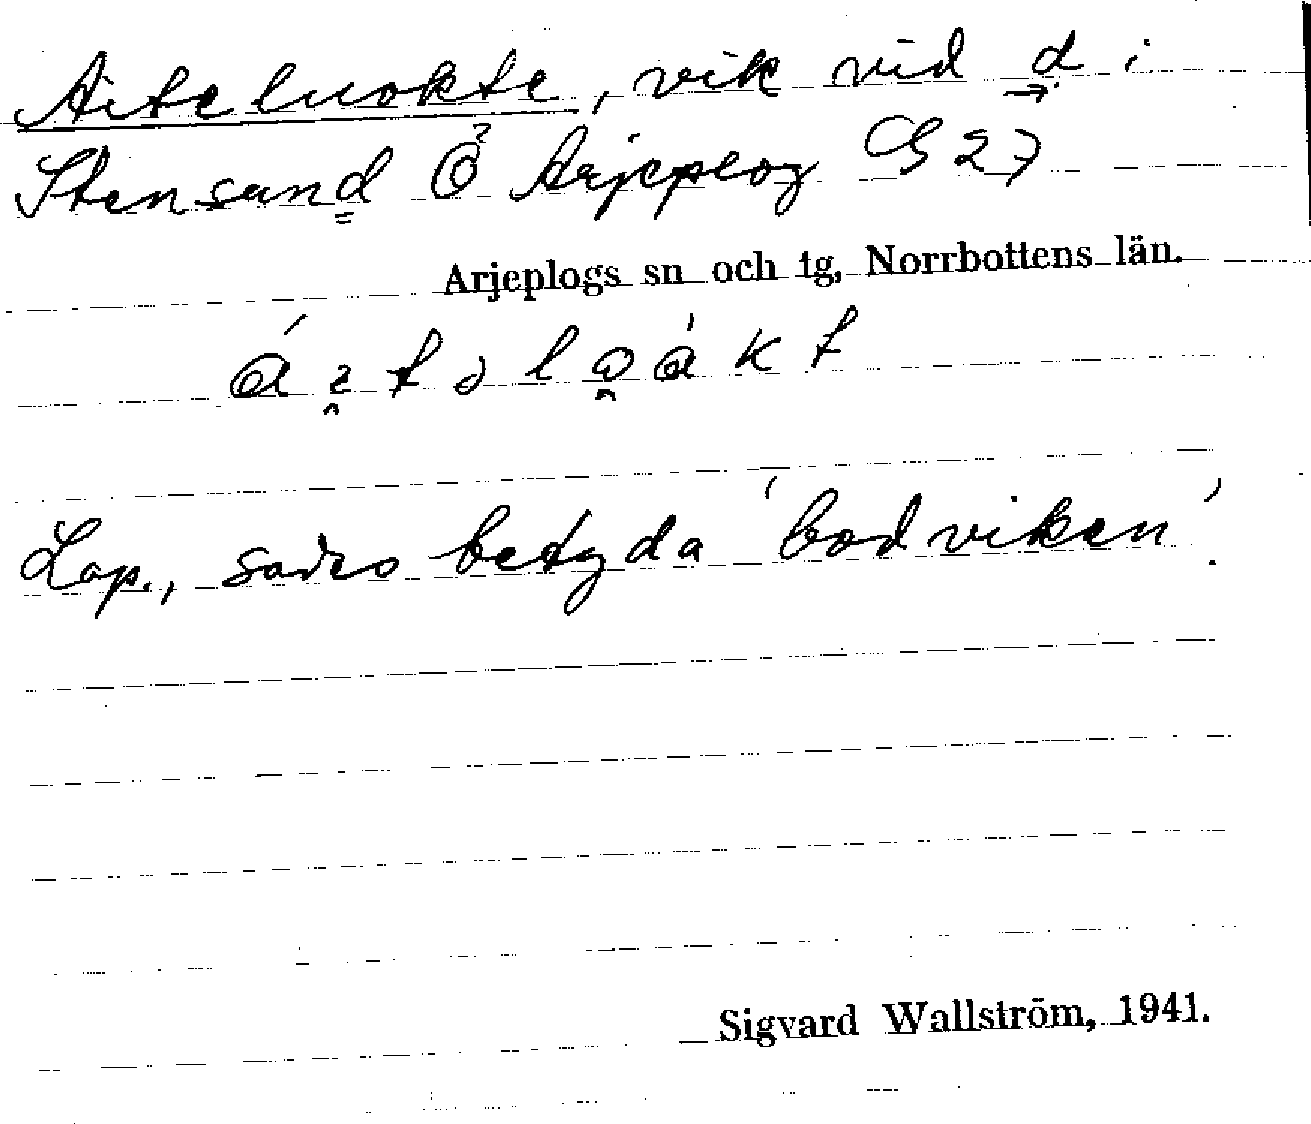 Aiteluokte, vik vid d i
Stensund Ö Arjeplog G 27
Arjeplogs sn och tg, Norrbottens län.
Lap., sades betyda 'bodviken'.
Sigvard Wallström, 1941.